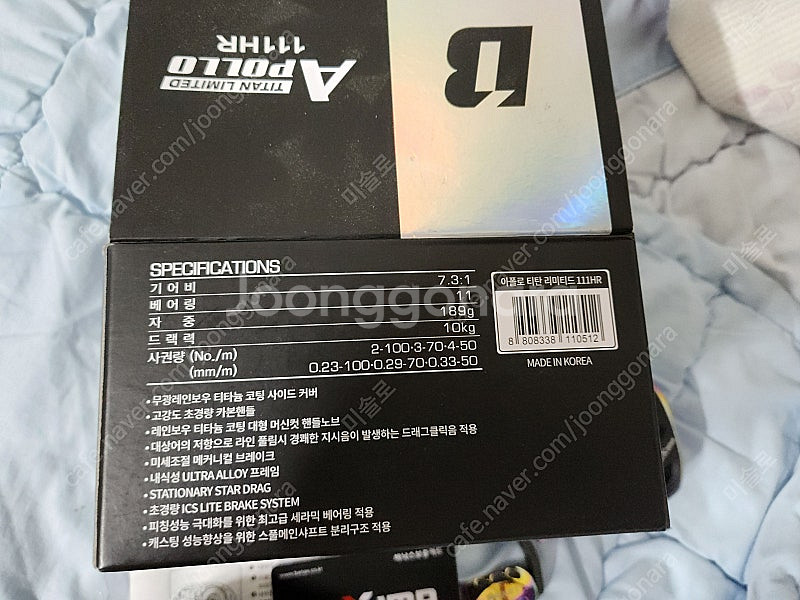 APOLLO
TITAN LIMITED
111HR
SPECIFICATIONS
기어비 7.3:1
베어링 11
자중 189g
드랙력 10kg
사권량 (No./m) 2-100·3-70·4-50
(mm/m) 0.23-100·0.29-70·0.33-50
•무광레인보우 티타늄 코팅 사이드 커버
•고강도 초경량 카본핸들
•레인보우 티타늄 코팅 대형 머신컷 핸들노브
•대상어의 저항으로 라인 풀림시 경쾌한 지시음이 발생하는 드래그클릭음 적용
•미세조절 메커니컬 브레이크
•내식성 ULTRA ALLOY 프레임
•STATIONARY STAR DRAG
•초경량 ICS LITE BRAKE SYSTEM
•피칭성능 극대화를 위한 최고급 세라믹 베어링 적용
•캐스팅 성능향상을 위한 스풀메인샤프트 분리구조 적용
아폴로 티탄 리미티드 111HR
8 808338 110512
MADE IN KOREA
Joonggonara
cafe.naver.com/joonggonara
미솔로